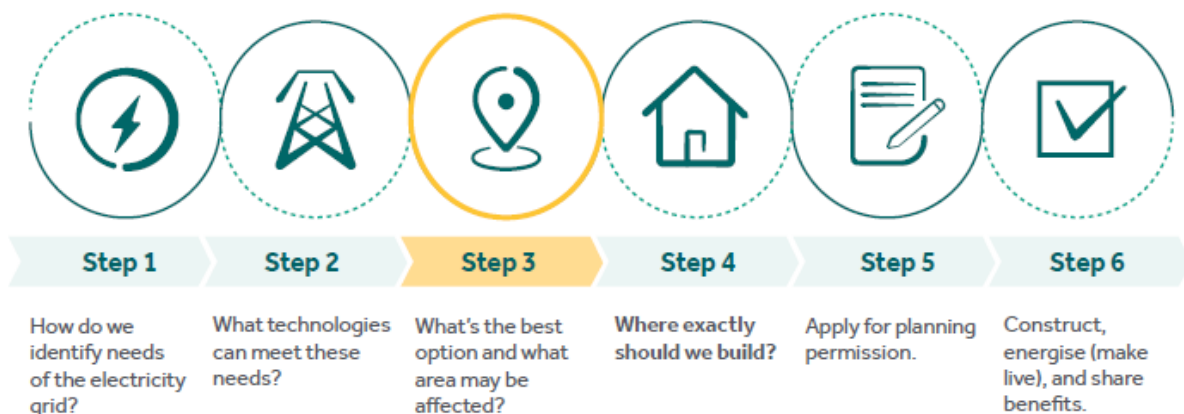 Step 1
Step 2
Step 3
Step 4
Step 5
Step 6
How do we
identify needs
of the electricity
grid?
What technologies
can meet these
needs?
What's the best
option and what
area may be
affected?
Where exactly
should we build?
Apply for planning
permission.
Construct,
energise (make
live), and share
benefits.